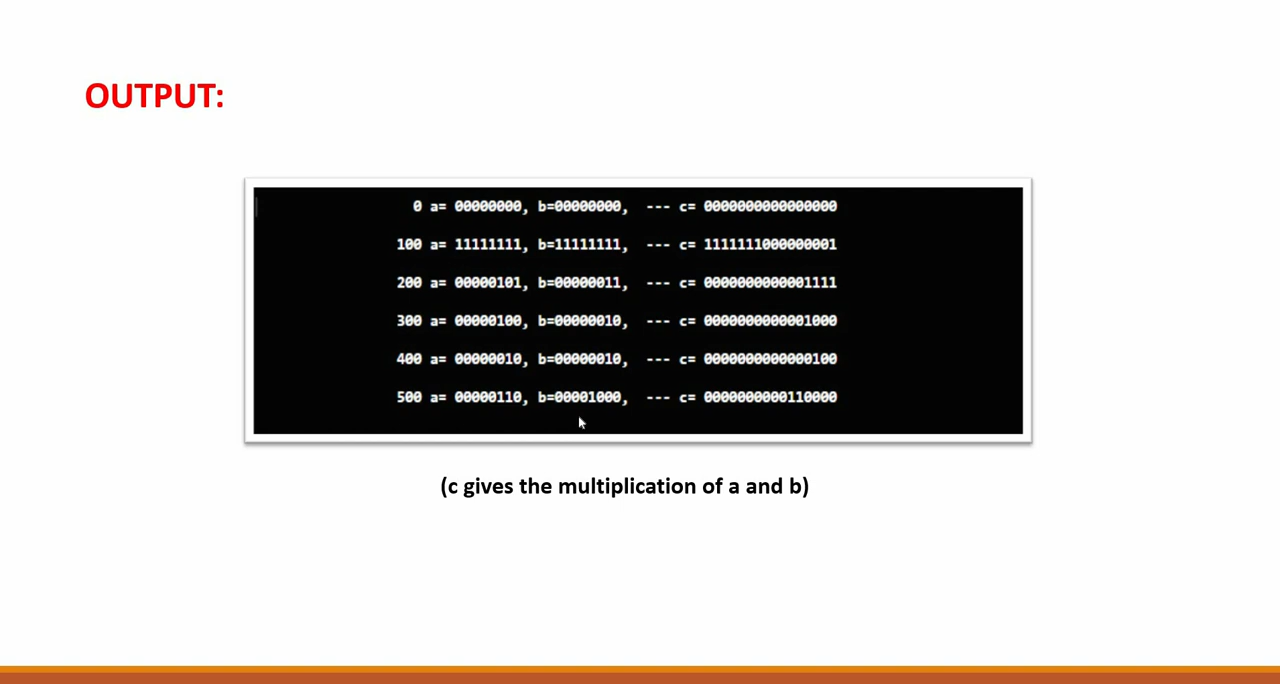 OUTPUT:
0 a= 00000000, b=00000000, --- c= 0000000000000000
100 a= 11111111, b=11111111, --- c= 1111111000000001
200 a= 00000101, b=00000011, --- c= 0000000000001111
300 a= 00000100, b=00000010, --- c= 0000000000001000
400 a= 00000010, b=00000010, --- c= 0000000000000100
500 a= 00000110, b=00001000, --- c= 0000000000110000
(c gives the multiplication of a and b)